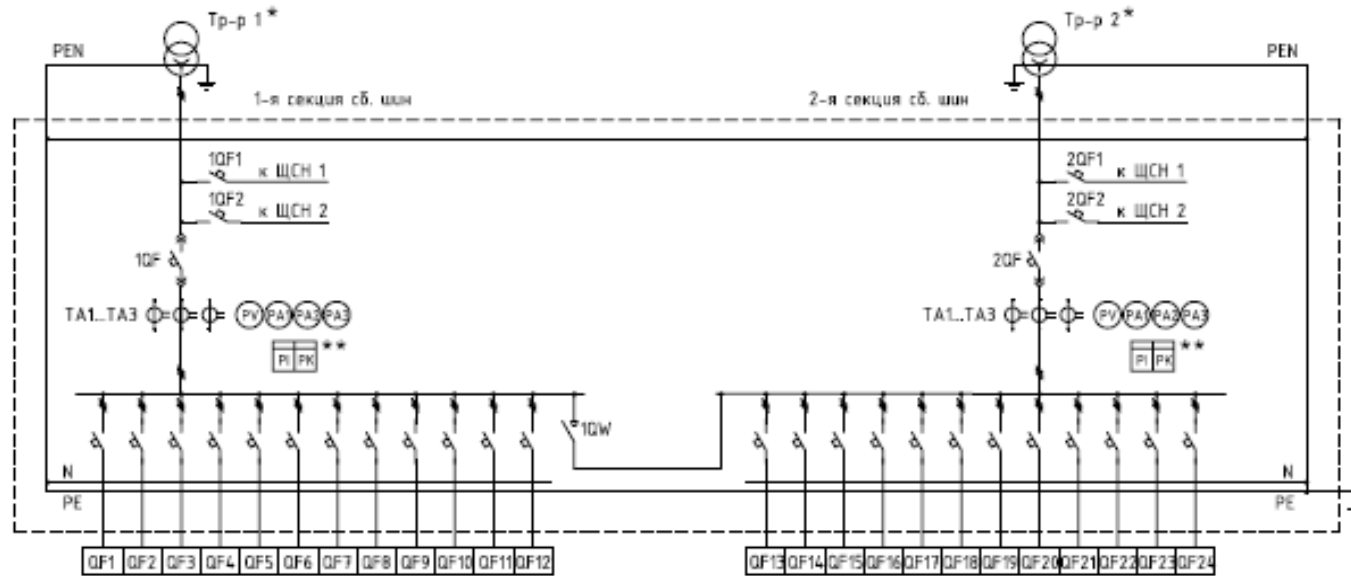 Тр-р 1* Тр-р 2*
PEN PEN
1-я секция сб. шин 2-я секция сб. шин
1QF1 к ЩСН 1 2QF1 к ЩСН 1
1QF2 к ЩСН 2 2QF2 к ЩСН 2
1QF 2QF
TA1...TA3 PV PA1 PA2 PA3 TA1...TA3 PV PA1 PA2 PA3
PI PK ** PI PK **
1QW
N N
PE PE
QF1 QF2 QF3 QF4 QF5 QF6 QF7 QF8 QF9 QF10 QF11 QF12 QF13 QF14 QF15 QF16 QF17 QF18 QF19 QF20 QF21 QF22 QF23 QF24